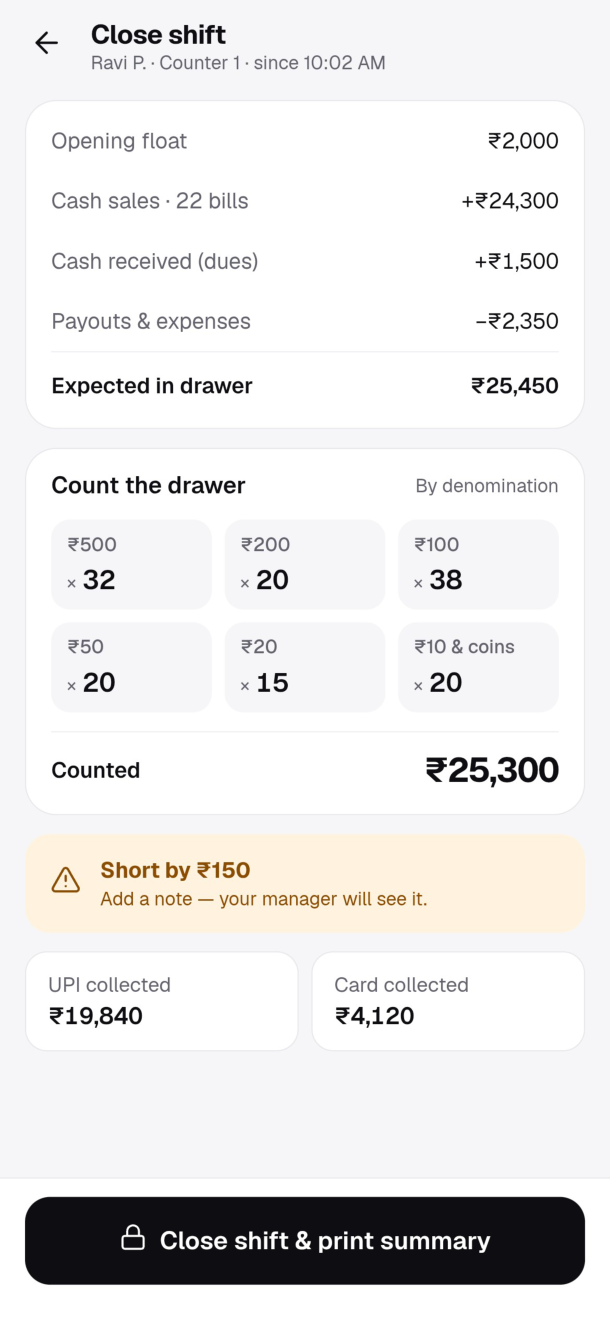 Close shift
Ravi P. · Counter 1 · since 10:02 AM
Opening float ₹2,000
Cash sales · 22 bills +₹24,300
Cash received (dues) +₹1,500
Payouts & expenses −₹2,350
Expected in drawer ₹25,450
Count the drawer By denomination
₹500 ₹200 ₹100
× 32 × 20 × 38
₹50 ₹20 ₹10 & coins
× 20 × 15 × 20
Counted ₹25,300
Short by ₹150
Add a note — your manager will see it.
UPI collected Card collected
₹19,840 ₹4,120
Close shift & print summary